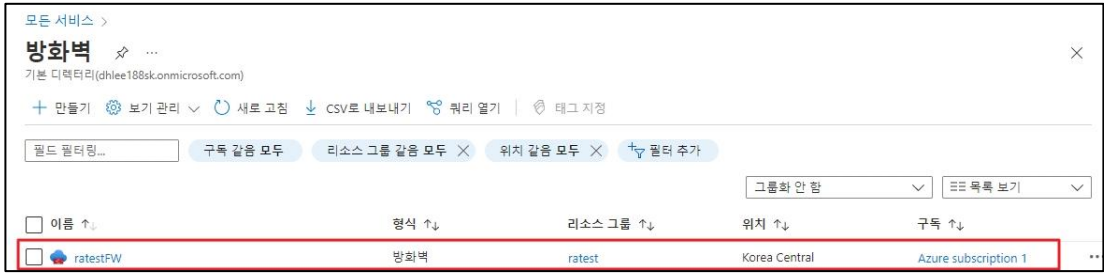 모든 서비스 >
방화벽
기본 디렉터리(dhlee188sk.onmicrosoft.com)
만들기 보기 관리 새로 고침 CSV로 내보내기 쿼리 열기 태그 지정
필드 필터링... 구독 같음 모두 리소스 그룹 같음 모두 위치 같음 모두 필터 추가
그룹화 안 함 목록 보기
이름 형식 리소스 그룹 위치 구독
ratestFW 방화벽 ratest Korea Central Azure subscription 1